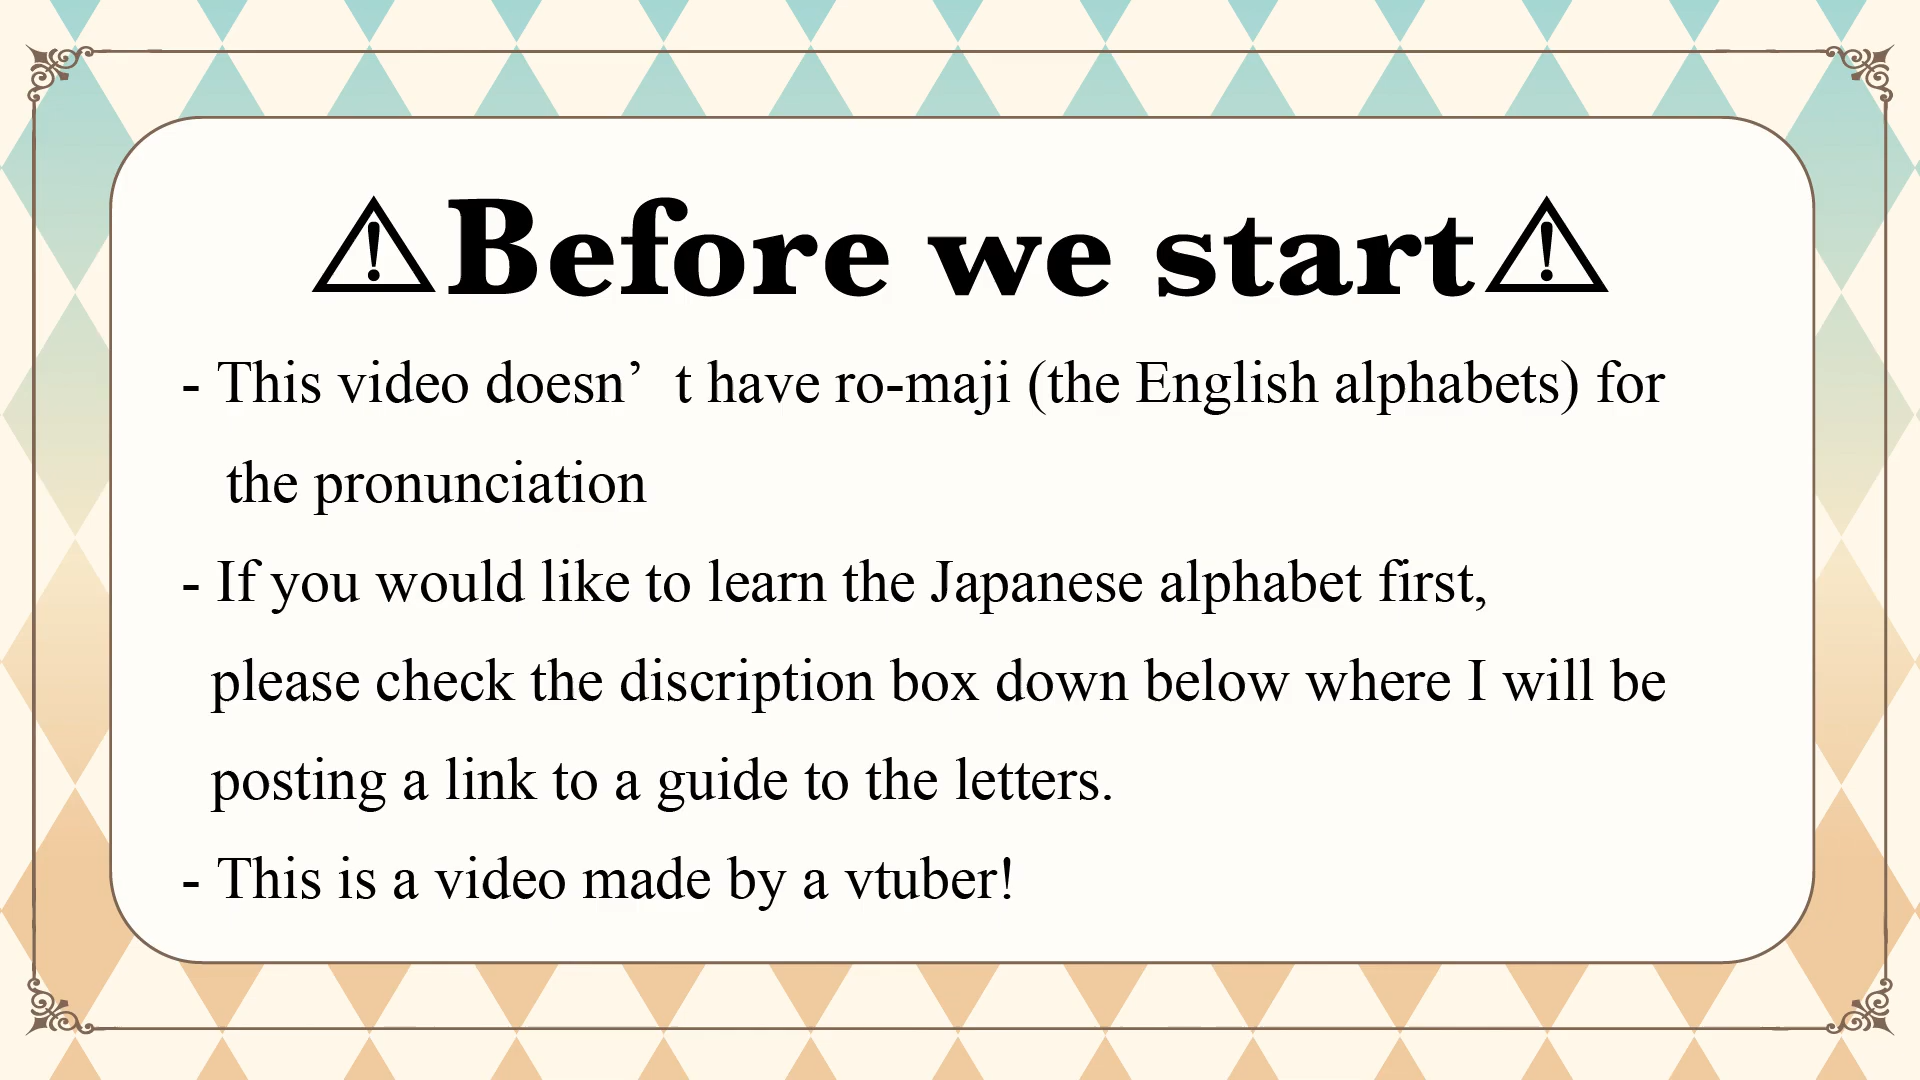 ⚠Before we start⚠
- This video doesn’t have ro-maji (the English alphabets) for
the pronunciation
- If you would like to learn the Japanese alphabet first,
please check the discription box down below where I will be
posting a link to a guide to the letters.
- This is a video made by a vtuber!